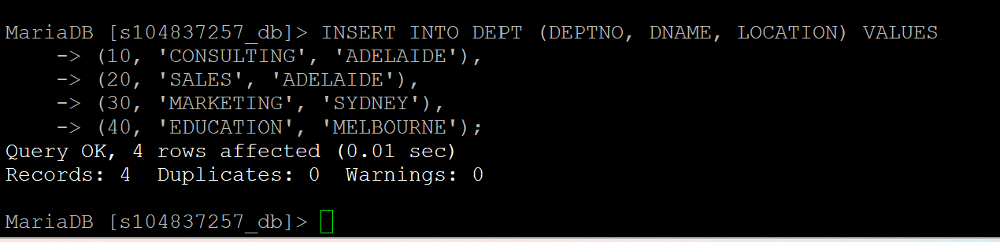 MariaDB [s104837257_db]> INSERT INTO DEPT (DEPTNO, DNAME, LOCATION) VALUES
    -> (10, 'CONSULTING', 'ADELAIDE'),
    -> (20, 'SALES', 'ADELAIDE'),
    -> (30, 'MARKETING', 'SYDNEY'),
    -> (40, 'EDUCATION', 'MELBOURNE');
Query OK, 4 rows affected (0.01 sec)
Records: 4  Duplicates: 0  Warnings: 0
MariaDB [s104837257_db]>